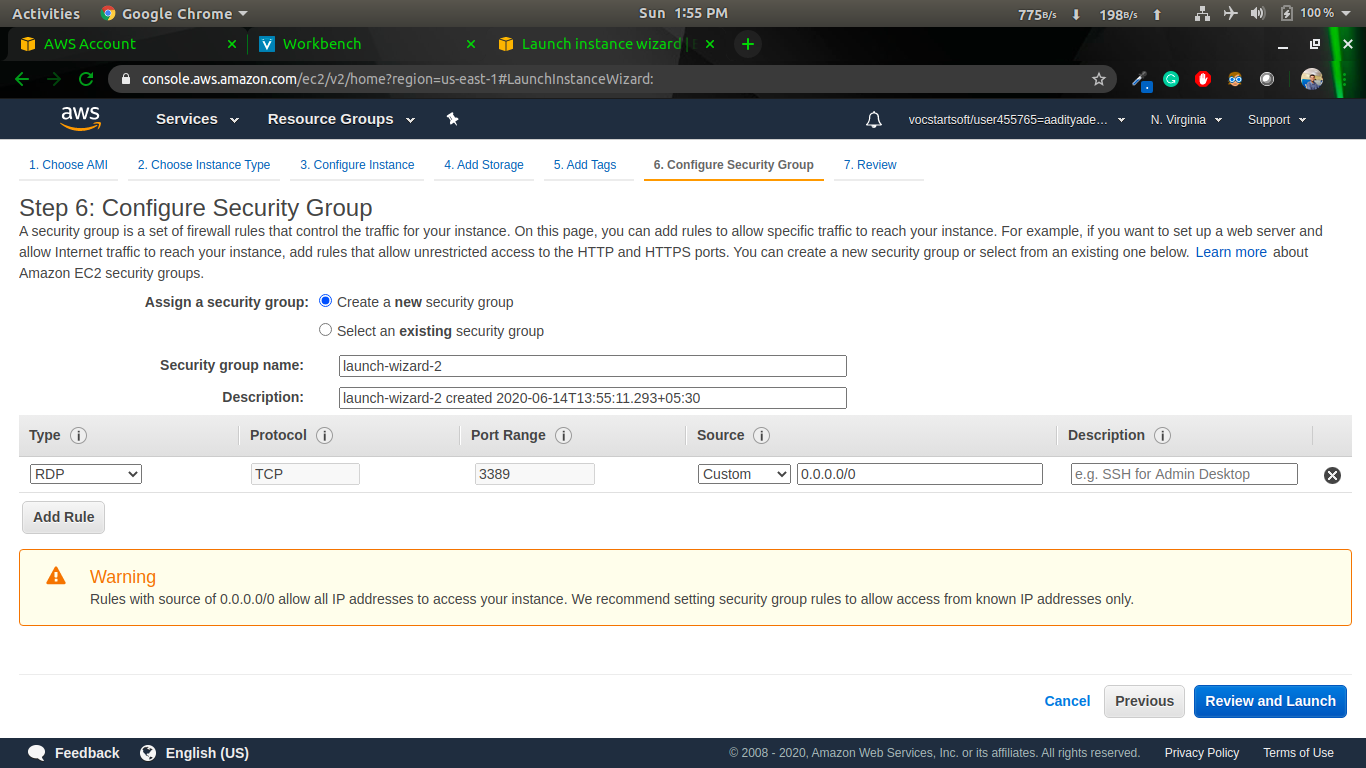 Activities Google Chrome Sun 1:55 PM 775B/s 198B/s 100 %
AWS Account Workbench Launch instance wizard |
console.aws.amazon.com/ec2/v2/home?region=us-east-1#LaunchInstanceWizard:
aws Services Resource Groups vocstartsoft/user455765=aadityade... N. Virginia Support
1. Choose AMI 2. Choose Instance Type 3. Configure Instance 4. Add Storage 5. Add Tags 6. Configure Security Group 7. Review
Step 6: Configure Security Group
A security group is a set of firewall rules that control the traffic for your instance. On this page, you can add rules to allow specific traffic to reach your instance. For example, if you want to set up a web server and
allow Internet traffic to reach your instance, add rules that allow unrestricted access to the HTTP and HTTPS ports. You can create a new security group or select from an existing one below. Learn more about
Amazon EC2 security groups.
Assign a security group: Create a new security group
Select an existing security group
Security group name: launch-wizard-2
Description: launch-wizard-2 created 2020-06-14T13:55:11.293+05:30
Type Protocol Port Range Source Description
RDP TCP 3389 Custom 0.0.0.0/0 e.g. SSH for Admin Desktop
Add Rule
Warning
Rules with source of 0.0.0.0/0 allow all IP addresses to access your instance. We recommend setting security group rules to allow access from known IP addresses only.
Cancel Previous Review and Launch
Feedback English (US) © 2008 - 2020, Amazon Web Services, Inc. or its affiliates. All rights reserved. Privacy Policy Terms of Use